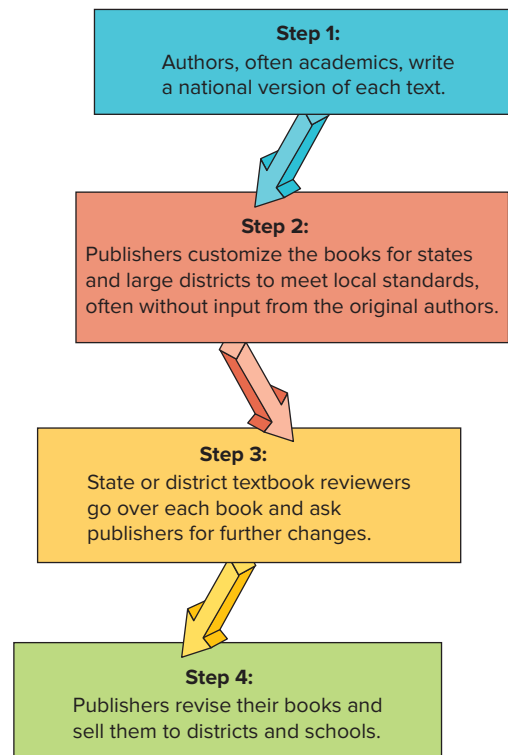 Step 1:
Authors, often academics, write
a national version of each text.
Step 2:
Publishers customize the books for states
and large districts to meet local standards,
often without input from the original authors.
Step 3:
State or district textbook reviewers
go over each book and ask
publishers for further changes.
Step 4:
Publishers revise their books and
sell them to districts and schools.